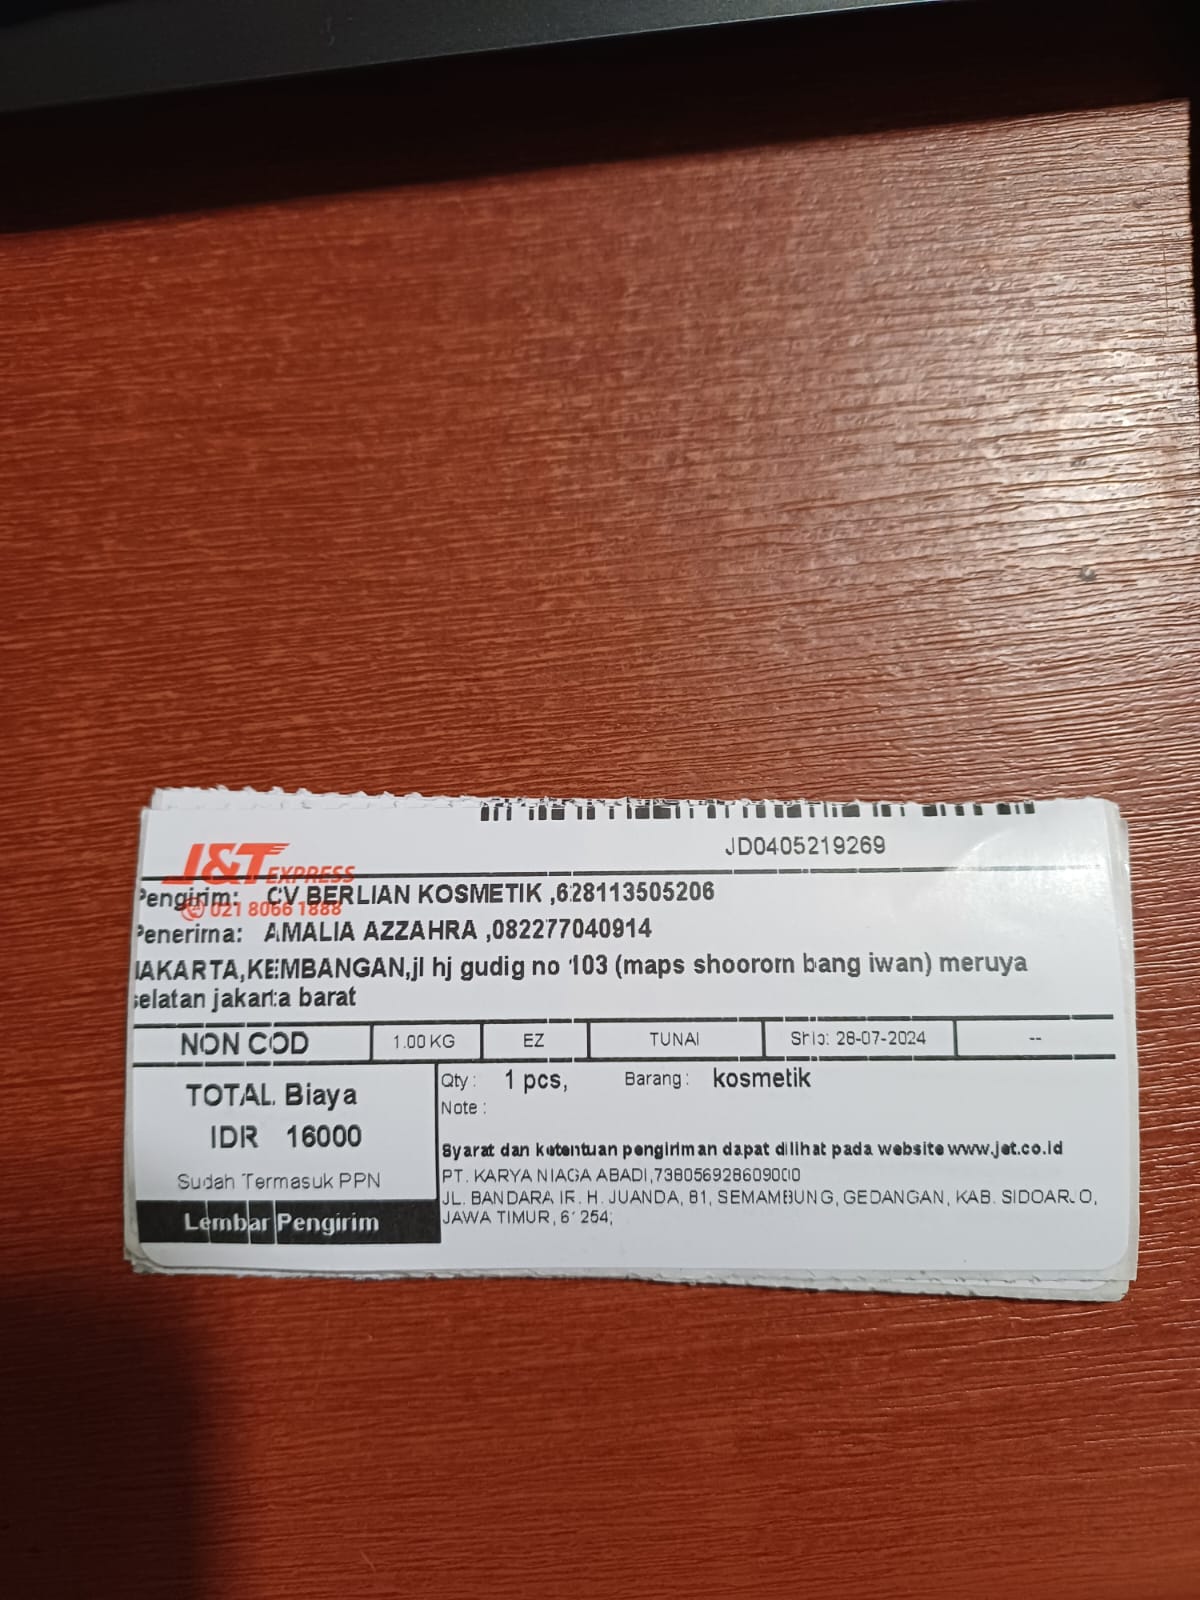 JD0405219269
J&T EXPRESS
Pengirim: CV BERLIAN KOSMETIK ,628113505206
021 8066 1888
Penerima: AMALIA AZZAHRA ,082277040914
JAKARTA,KEMBANGAN,jl hj gudig no 103 (maps shoorom bang iwan) meruya
selatan jakarta barat
NON COD 1.00 KG EZ TUNAI Ship: 28-07-2024 --
TOTAL Biaya
IDR 16000
Sudah Termasuk PPN
Lembar Pengirim
Qty : 1 pcs, Barang : kosmetik
Note :
Syarat dan ketentuan pengiriman dapat dilihat pada website www.jet.co.id
PT. KARYA NIAGA ABADI,738056928609000
JL. BANDARA IR. H. JUANDA, 81, SEMAMBUNG, GEDANGAN, KAB. SIDOARJO,
JAWA TIMUR, 61254;